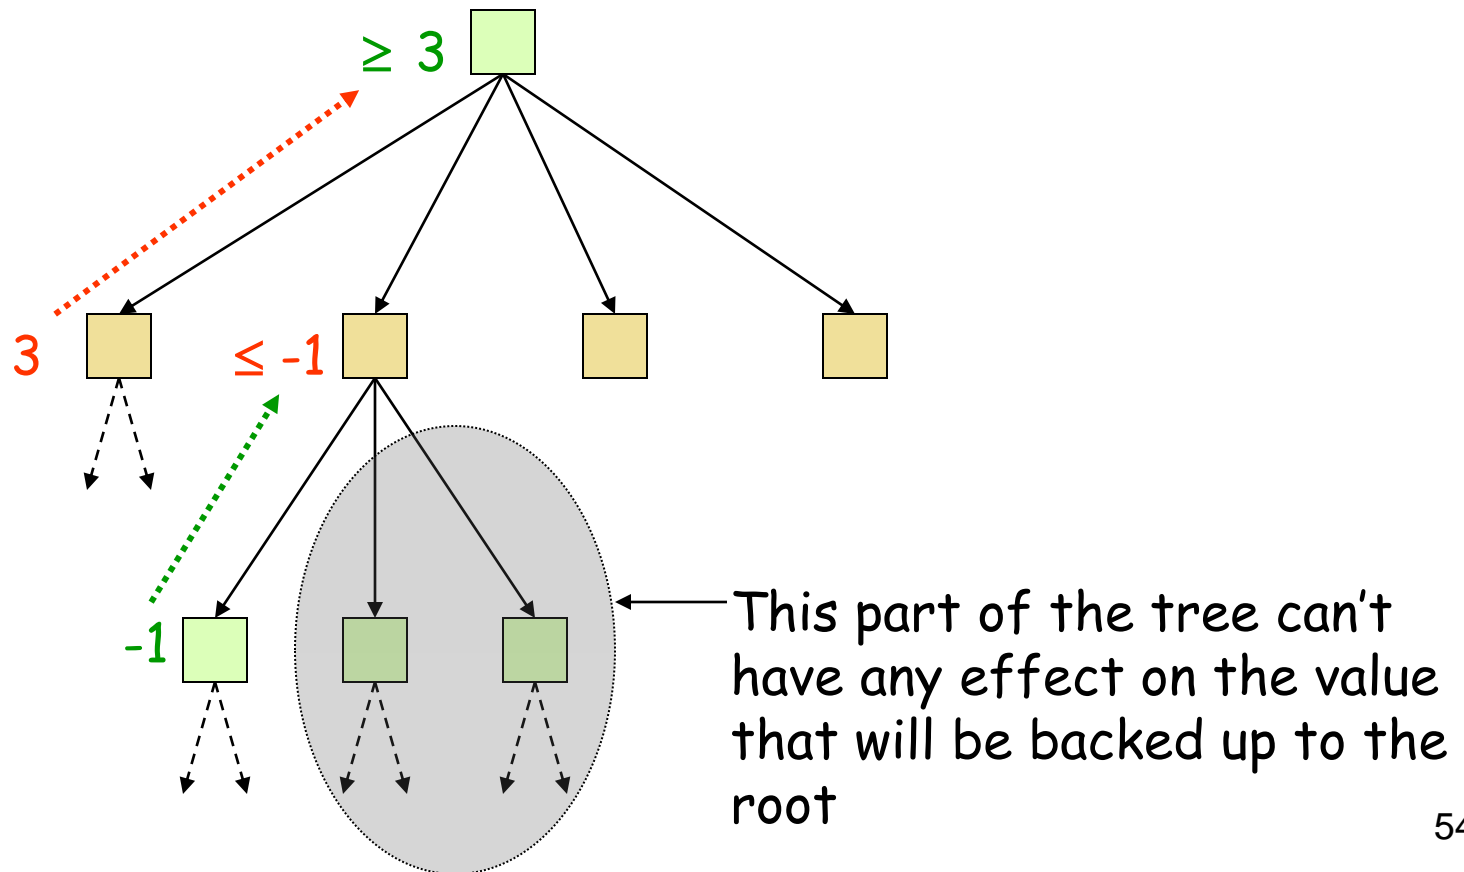 ≥ 3
3
≤ -1
-1
This part of the tree can't
have any effect on the value
that will be backed up to the
root
54